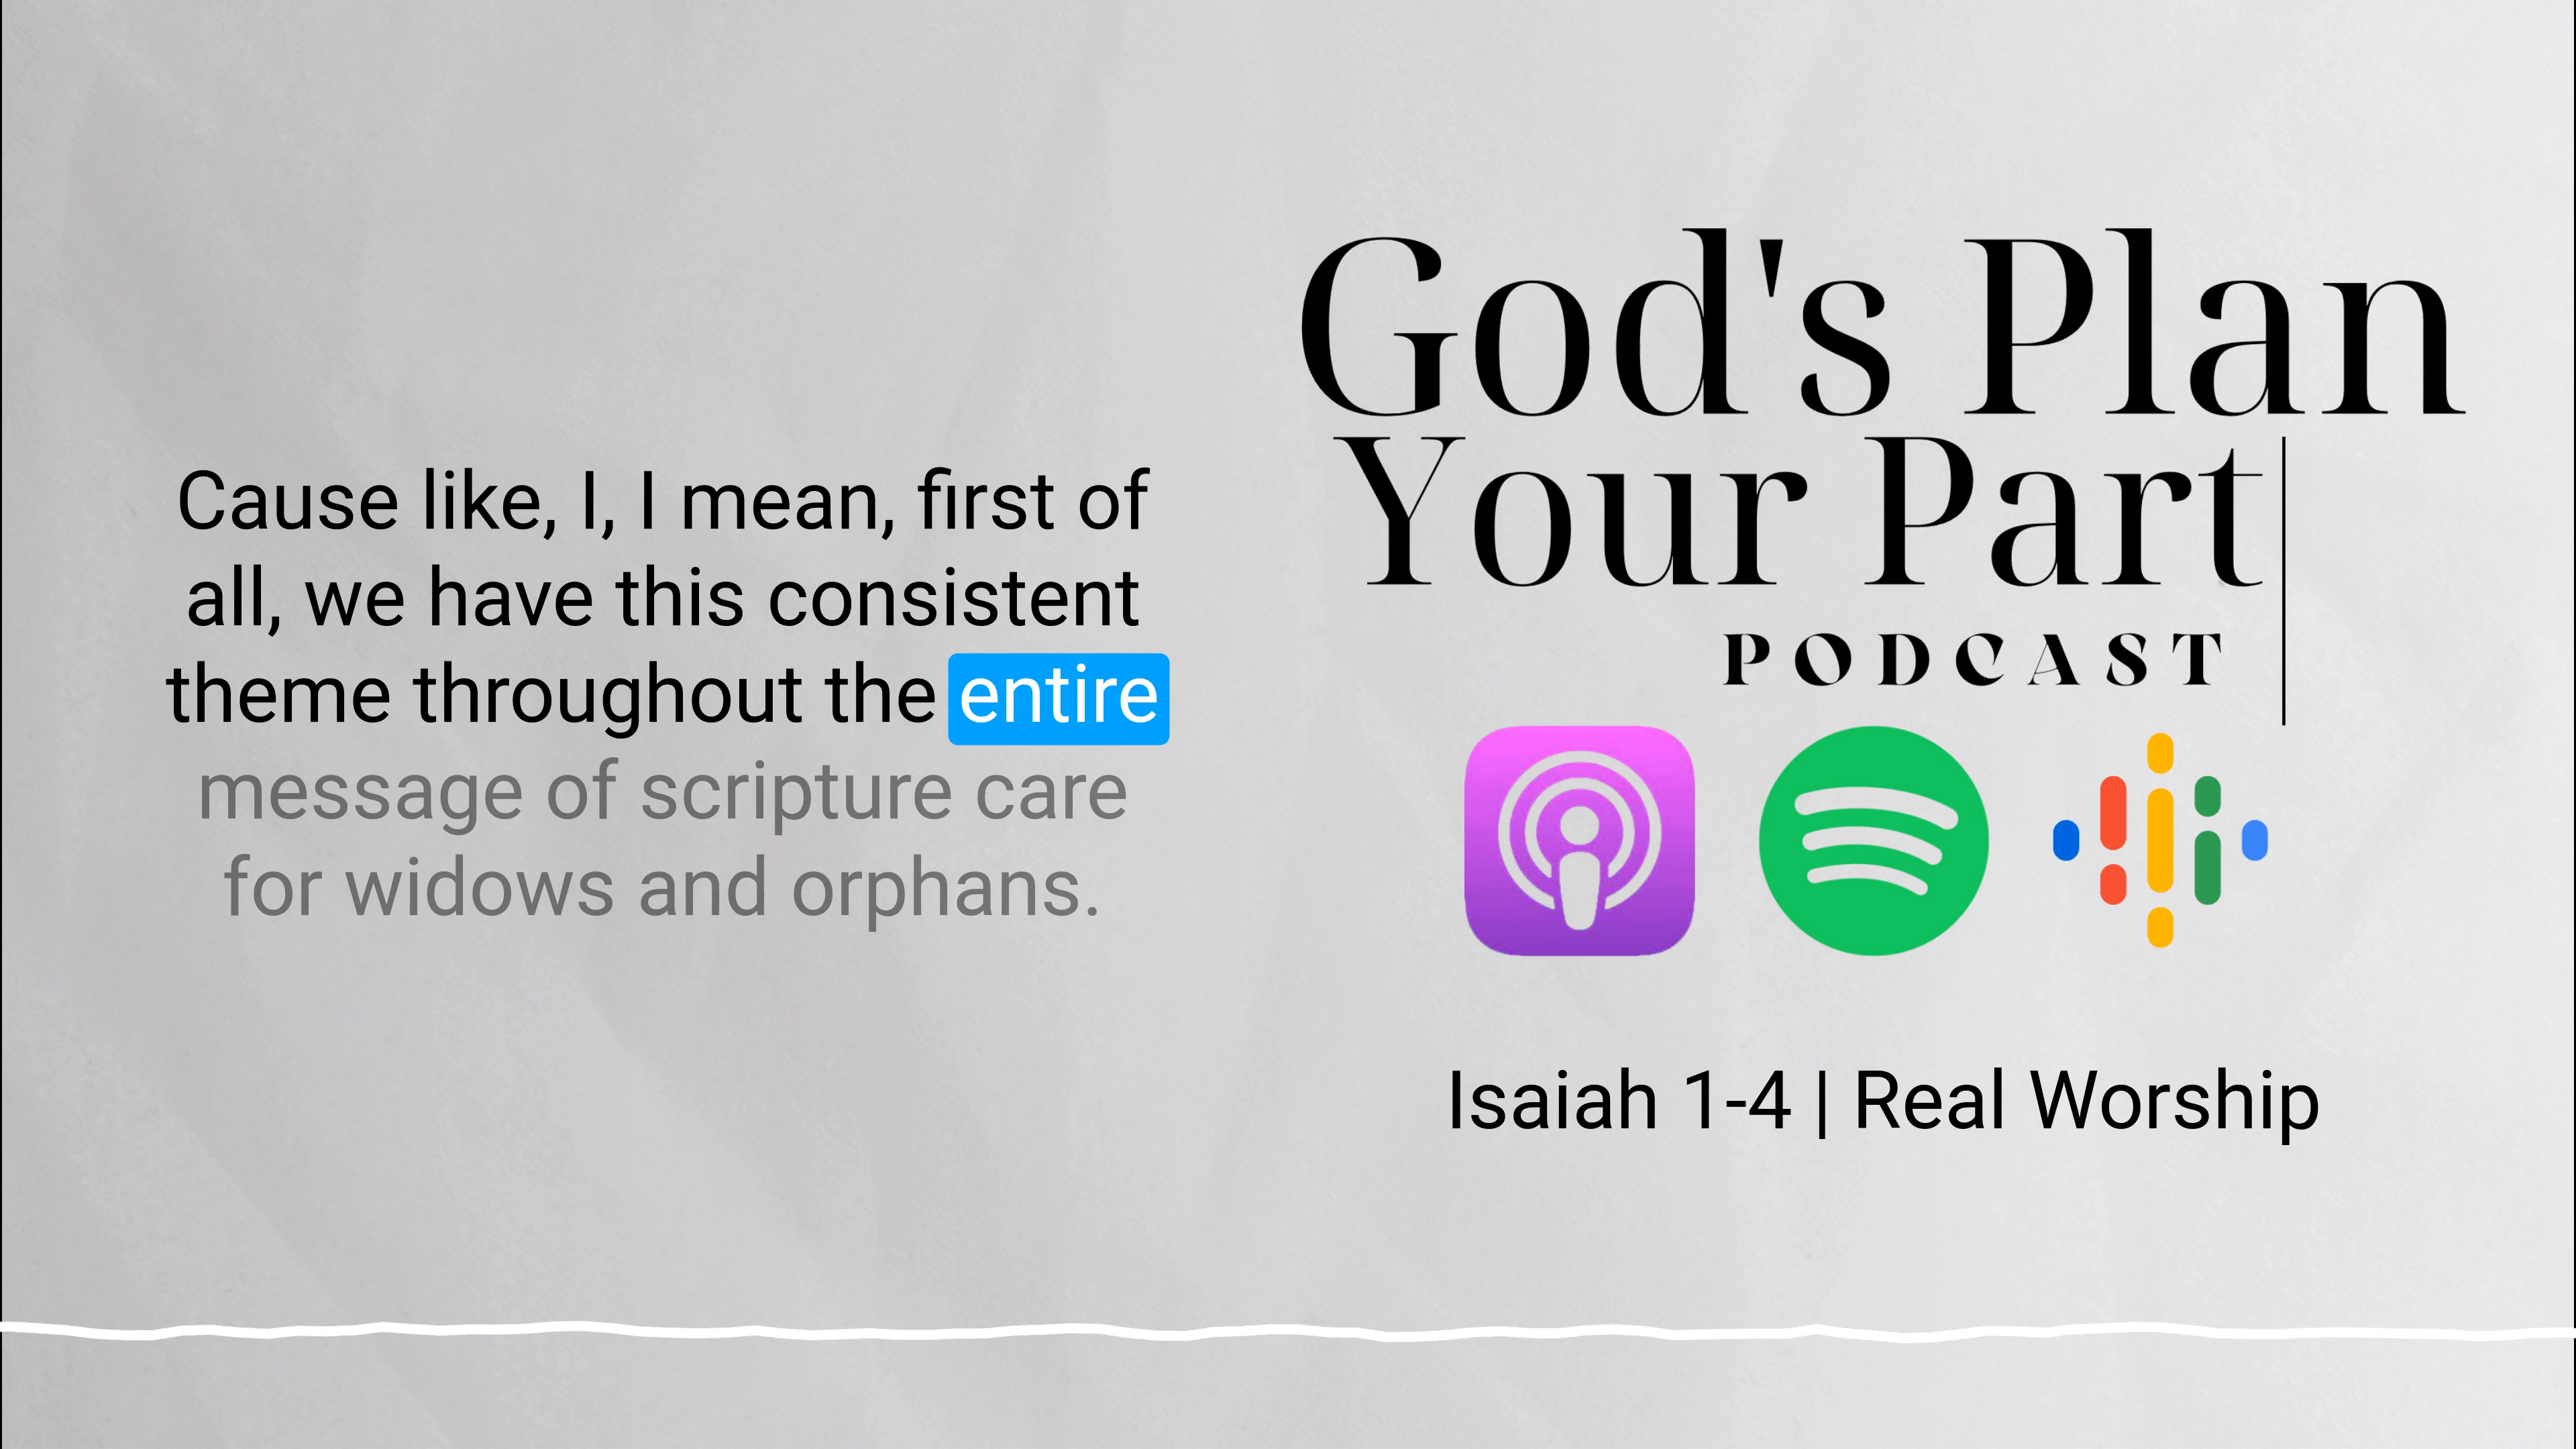 Cause like, I, I mean, first of
all, we have this consistent
theme throughout the entire
message of scripture care
for widows and orphans.
God's Plan
Your Part
PODCAST
Isaiah 1-4 | Real Worship